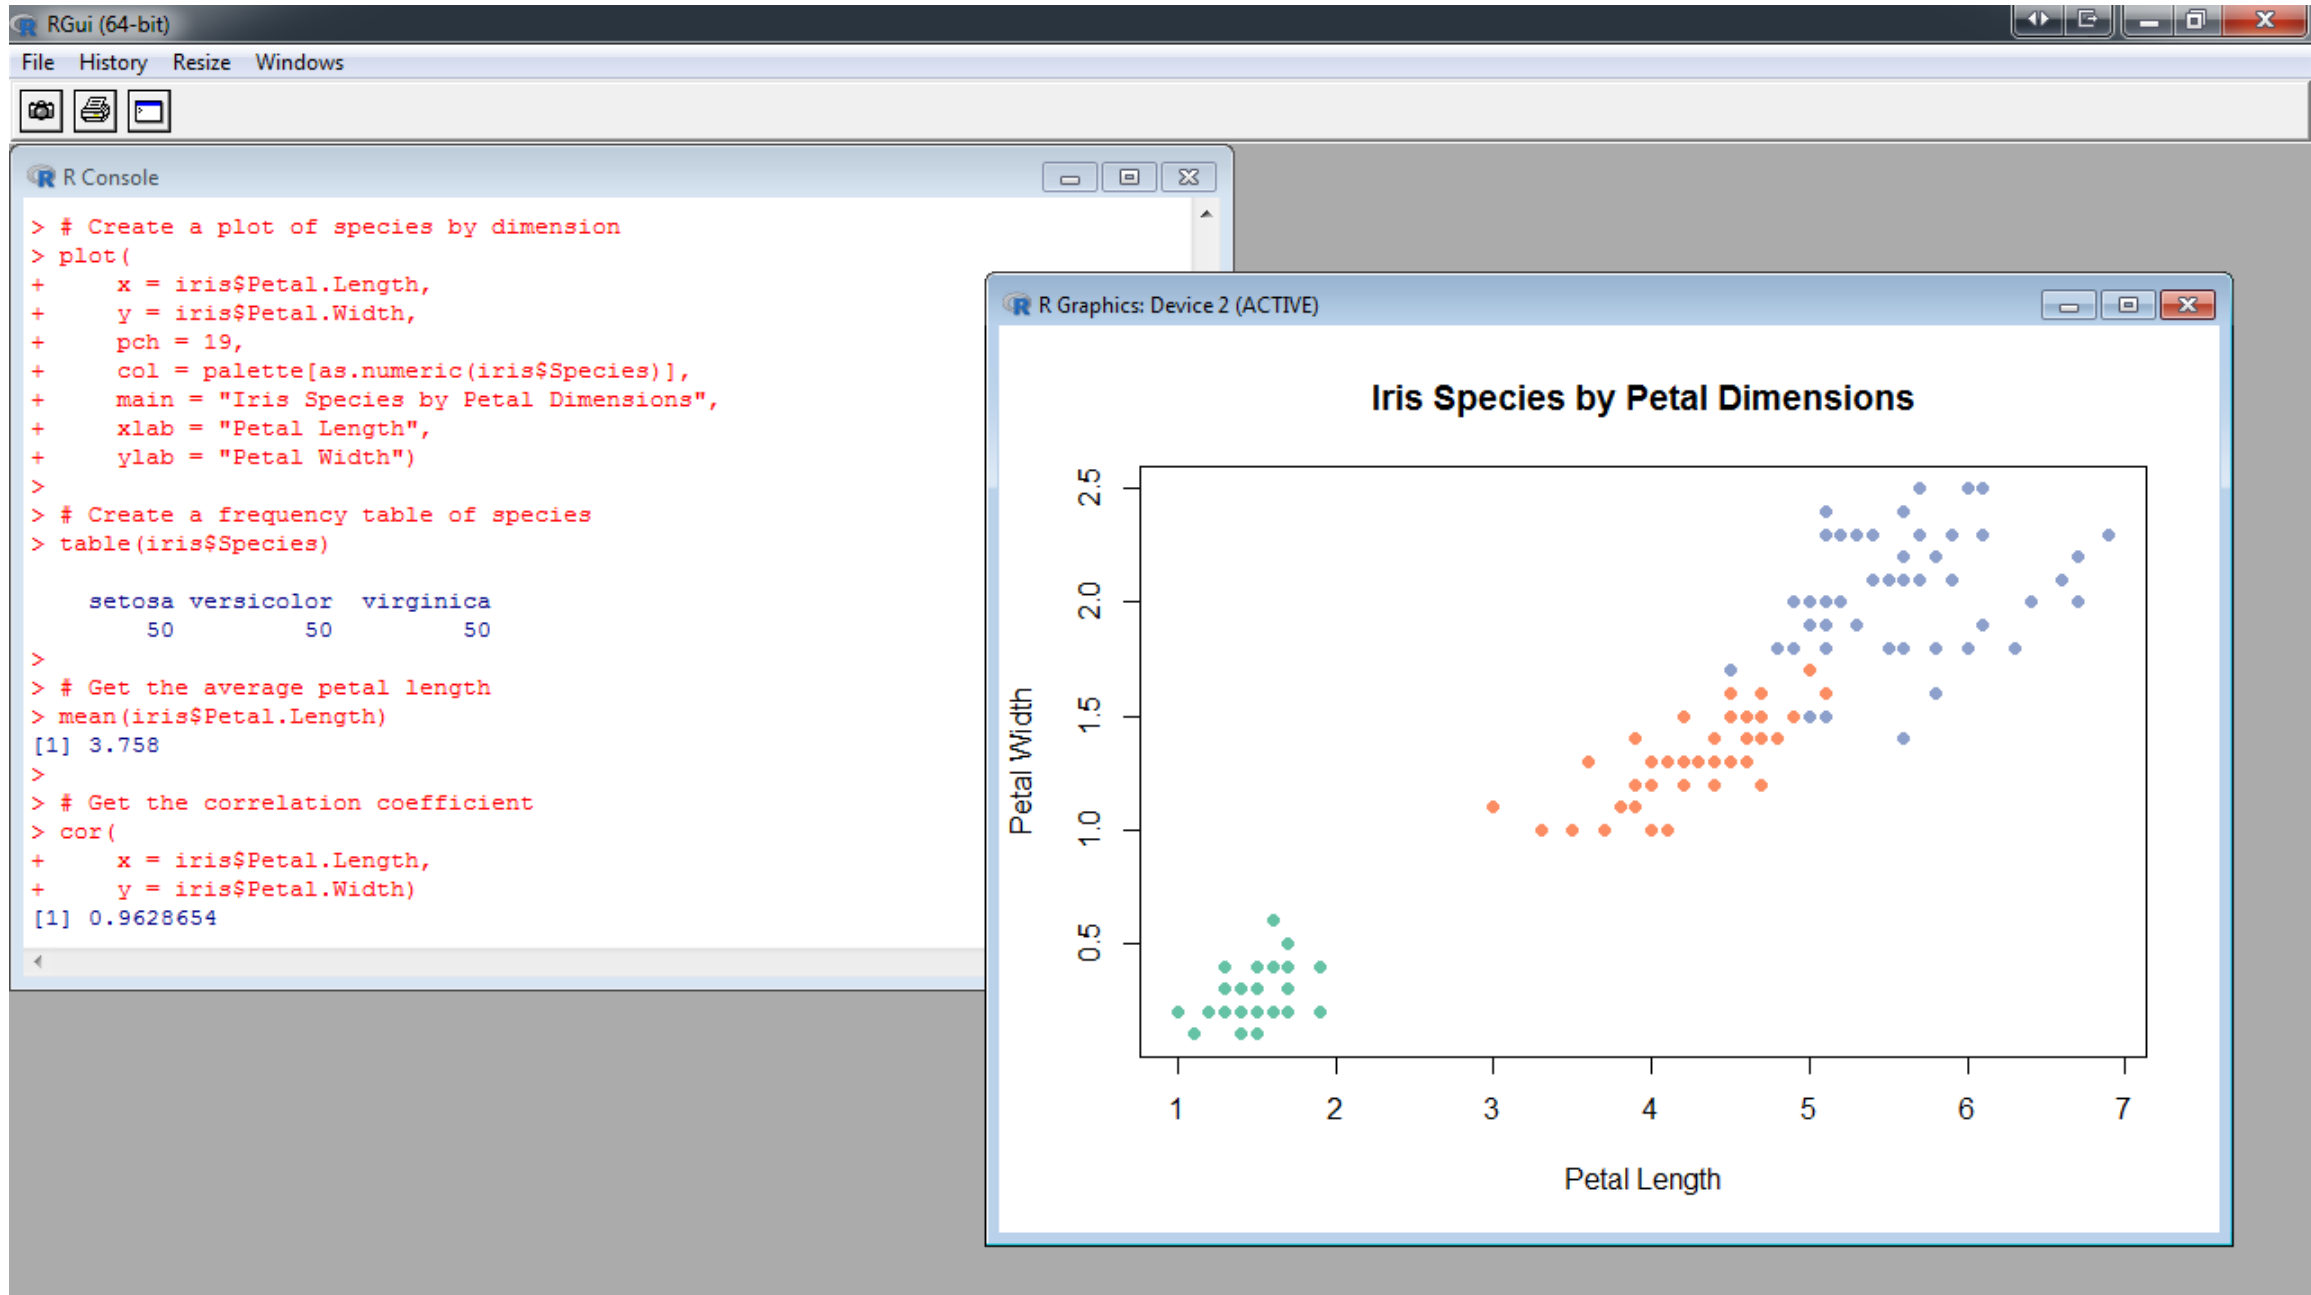 RGui (64-bit)
File History Resize Windows
R Console
> # Create a plot of species by dimension
> plot(
+     x = iris$Petal.Length,
+     y = iris$Petal.Width,
+     pch = 19,
+     col = palette[as.numeric(iris$Species)],
+     main = "Iris Species by Petal Dimensions",
+     xlab = "Petal Length",
+     ylab = "Petal Width")
>
> # Create a frequency table of species
> table(iris$Species)
    setosa versicolor  virginica
        50         50         50
>
> # Get the average petal length
> mean(iris$Petal.Length)
[1] 3.758
>
> # Get the correlation coefficient
> cor(
+     x = iris$Petal.Length,
+     y = iris$Petal.Width)
[1] 0.9628654
R Graphics: Device 2 (ACTIVE)
Iris Species by Petal Dimensions
Petal Width
2.5
2.0
1.5
1.0
0.5
1 2 3 4 5 6 7
Petal Length